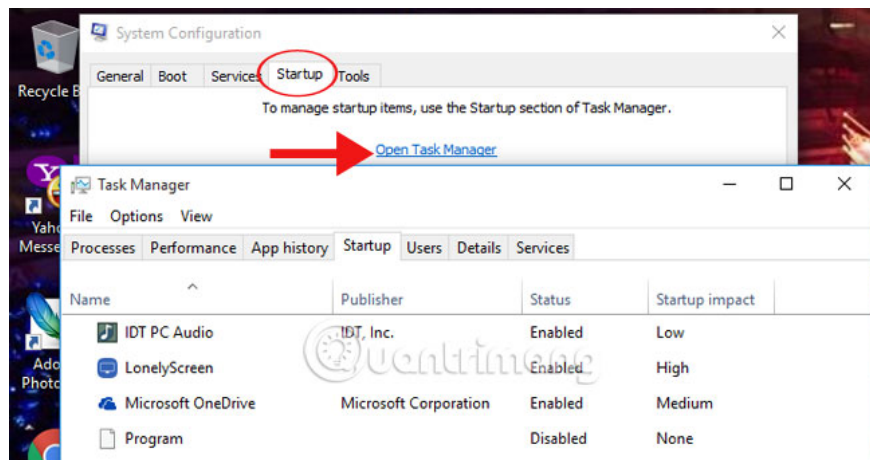 System Configuration
Recycle B
General Boot Services Startup Tools
To manage startup items, use the Startup section of Task Manager.
Open Task Manager
Task Manager
File Options View
Yaho
Messe
Processes Performance App history Startup Users Details Services
Name Publisher Status Startup impact
IDT PC Audio IDT, Inc. Enabled Low
Quantrimang
LonelyScreen Enabled High
Ado
Photo
Microsoft OneDrive Microsoft Corporation Enabled Medium
Program Disabled None